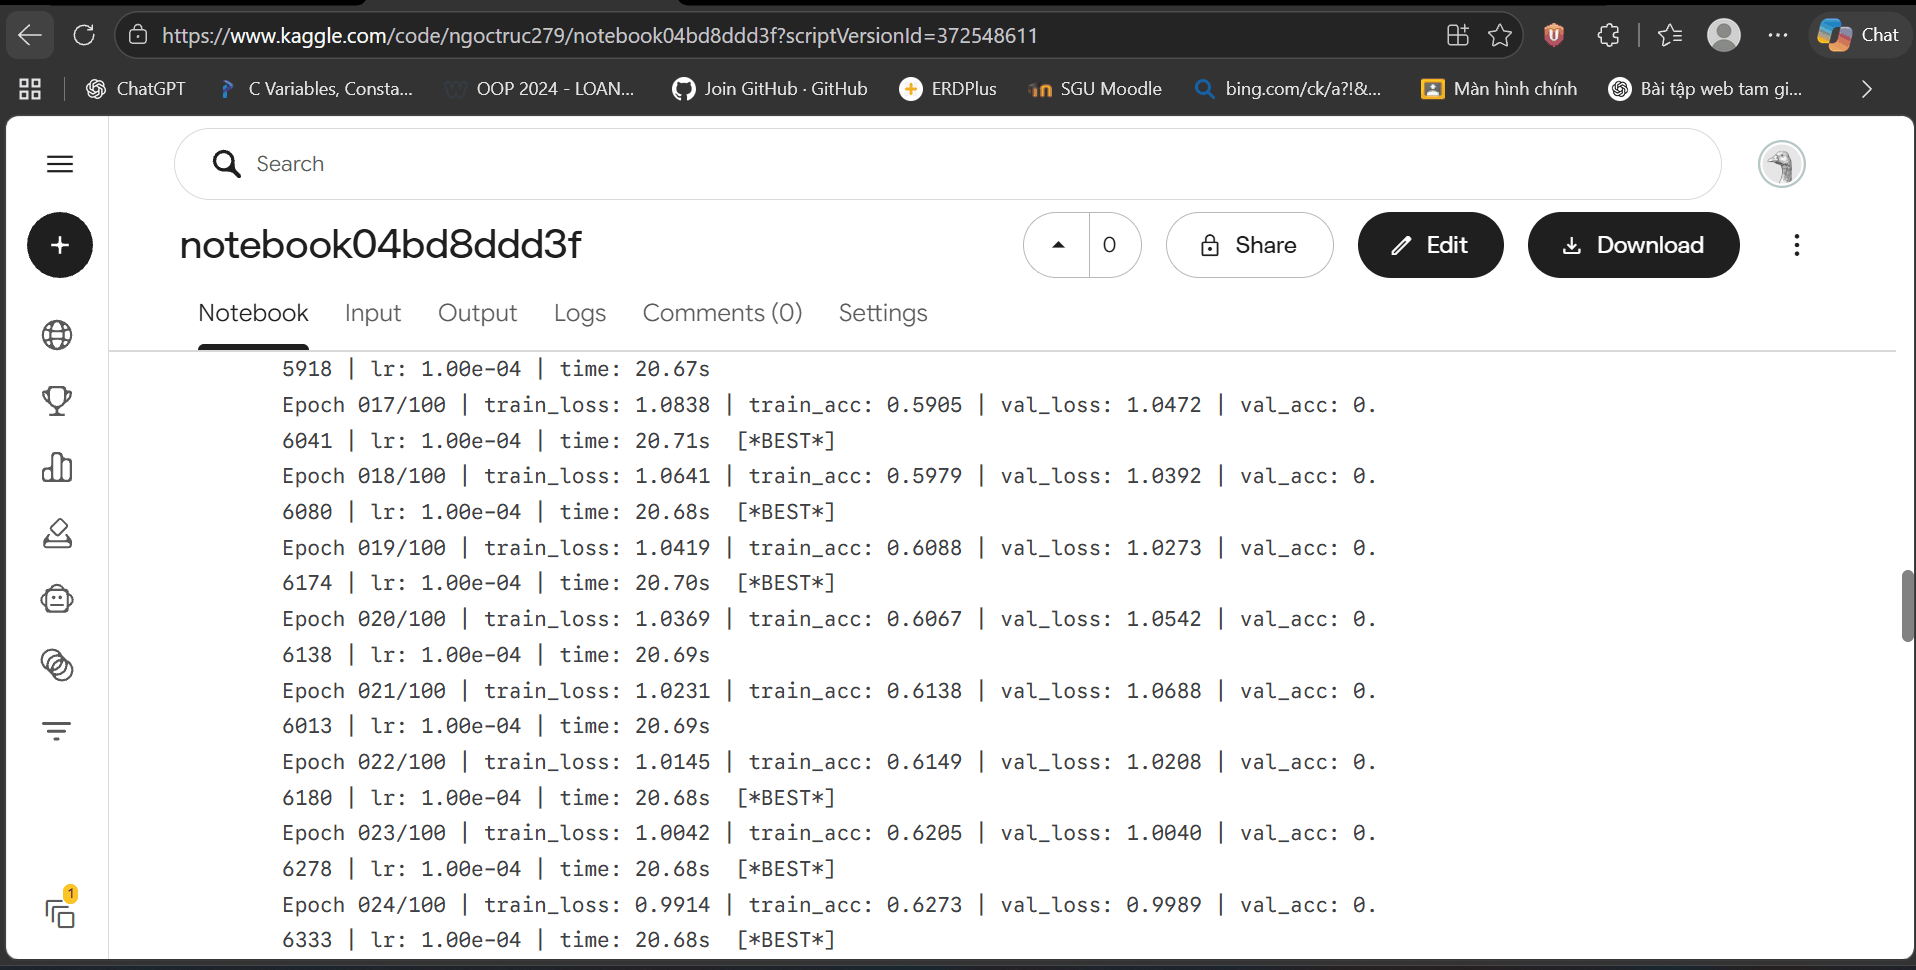 https://www.kaggle.com/code/ngoctruc279/notebook04bd8ddd3f?scriptVersionId=372548611
Chat
ChatGPT
C Variables, Consta...
OOP 2024 - LOAN...
Join GitHub · GitHub
ERDPlus
SGU Moodle
bing.com/ck/a?!&...
Màn hình chính
Bài tập web tam gi...
Search
notebook04bd8ddd3f
0
Share
Edit
Download
Notebook
Input
Output
Logs
Comments (0)
Settings
5918 | lr: 1.00e-04 | time: 20.67s
Epoch 017/100 | train_loss: 1.0838 | train_acc: 0.5905 | val_loss: 1.0472 | val_acc: 0.
6041 | lr: 1.00e-04 | time: 20.71s  [*BEST*]
Epoch 018/100 | train_loss: 1.0641 | train_acc: 0.5979 | val_loss: 1.0392 | val_acc: 0.
6080 | lr: 1.00e-04 | time: 20.68s  [*BEST*]
Epoch 019/100 | train_loss: 1.0419 | train_acc: 0.6088 | val_loss: 1.0273 | val_acc: 0.
6174 | lr: 1.00e-04 | time: 20.70s  [*BEST*]
Epoch 020/100 | train_loss: 1.0369 | train_acc: 0.6067 | val_loss: 1.0542 | val_acc: 0.
6138 | lr: 1.00e-04 | time: 20.69s
Epoch 021/100 | train_loss: 1.0231 | train_acc: 0.6138 | val_loss: 1.0688 | val_acc: 0.
6013 | lr: 1.00e-04 | time: 20.69s
Epoch 022/100 | train_loss: 1.0145 | train_acc: 0.6149 | val_loss: 1.0208 | val_acc: 0.
6180 | lr: 1.00e-04 | time: 20.68s  [*BEST*]
Epoch 023/100 | train_loss: 1.0042 | train_acc: 0.6205 | val_loss: 1.0040 | val_acc: 0.
6278 | lr: 1.00e-04 | time: 20.68s  [*BEST*]
Epoch 024/100 | train_loss: 0.9914 | train_acc: 0.6273 | val_loss: 0.9989 | val_acc: 0.
6333 | lr: 1.00e-04 | time: 20.68s  [*BEST*]
1